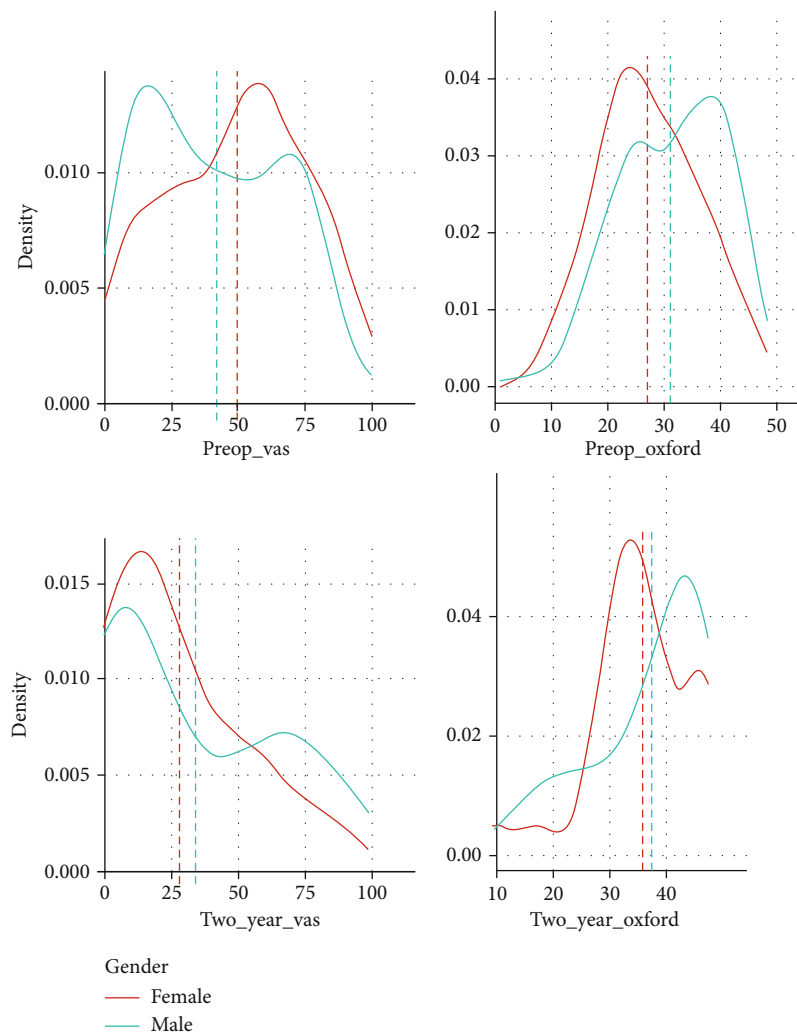 Density
0.010
0.005
0.000
0 25 50 75 100
Preop_vas
0.04
0.03
0.02
0.01
0.00
0 10 20 30 40 50
Preop_oxford
Density
0.015
0.010
0.005
0.000
0 25 50 75 100
Two_year_vas
0.04
0.02
0.00
10 20 30 40
Two_year_oxford
Gender
Female
Male